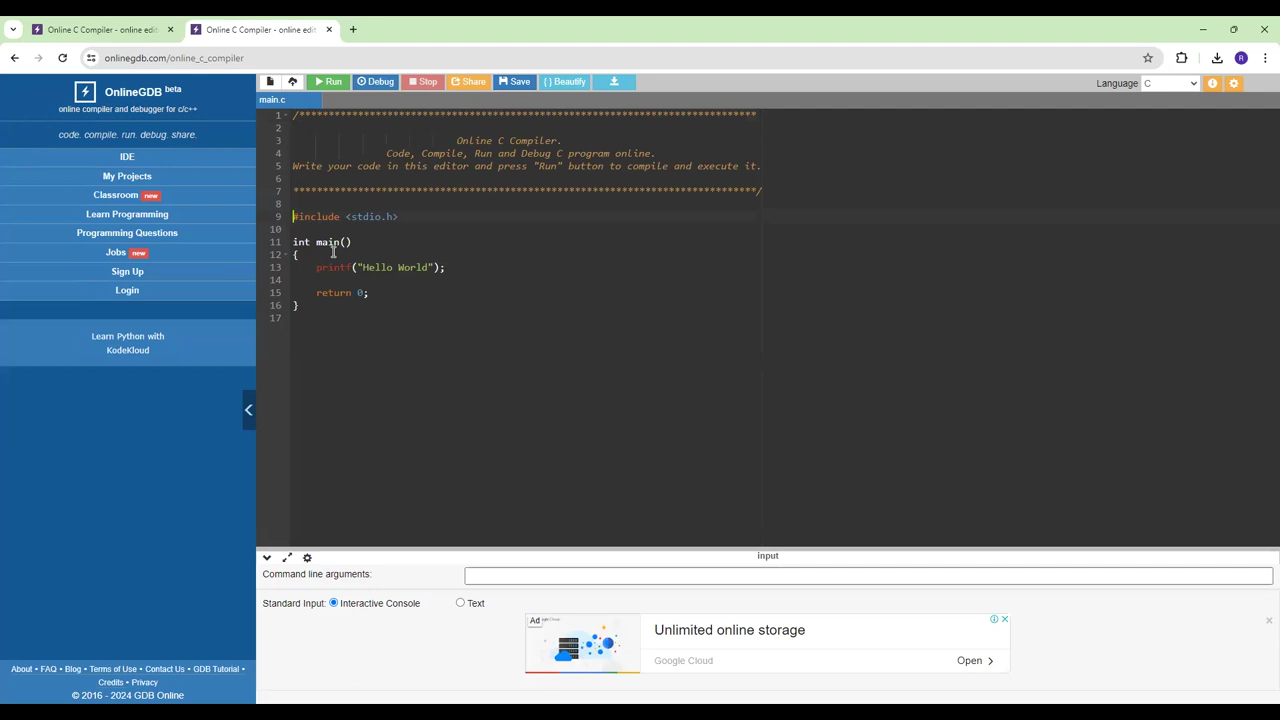 Online C Compiler - online edit
Online C Compiler - online edit
onlinegdb.com/online_c_compiler
OnlineGDB beta
online compiler and debugger for c/c++
code. compile. run. debug. share.
IDE
My Projects
Classroom new
Learn Programming
Programming Questions
Jobs new
Sign Up
Login
Learn Python with
KodeKloud
About • FAQ • Blog • Terms of Use • Contact Us • GDB Tutorial •
Credits • Privacy
© 2016 - 2024 GDB Online
Run Debug Stop Share Save { } Beautify
Language C
main.c
1 /******************************************************************************
2
3 Online C Compiler.
4 Code, Compile, Run and Debug C program online.
5 Write your code in this editor and press "Run" button to compile and execute it.
6
7 *******************************************************************************/
8
9 #include <stdio.h>
10
11 int main()
12 {
13 printf("Hello World");
14
15 return 0;
16 }
17
input
Command line arguments:
Standard Input: Interactive Console Text
Ad
Unlimited online storage
Google Cloud Open